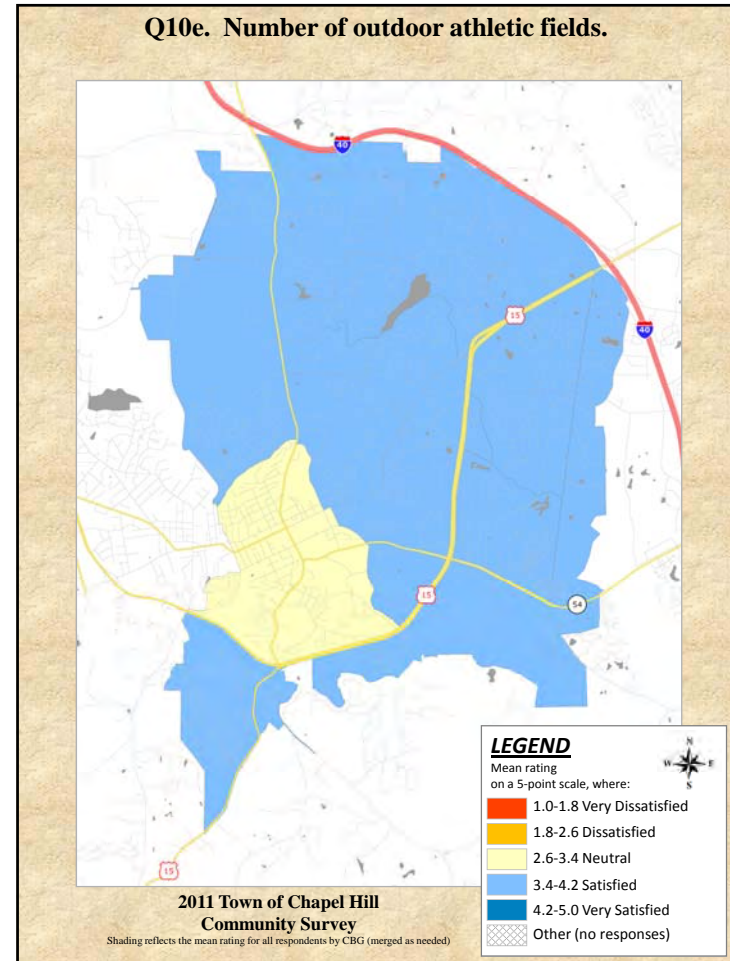 Q10e.  Number of outdoor athletic fields.
40
15
40
15
54
15
LEGEND
N
W E
S
Mean rating
on a 5-point scale, where:
1.0-1.8 Very Dissatisfied
1.8-2.6 Dissatisfied
2.6-3.4 Neutral
3.4-4.2 Satisfied
4.2-5.0 Very Satisfied
Other (no responses)
2011 Town of Chapel Hill
Community Survey
Shading reflects the mean rating for all respondents by CBG (merged as needed)